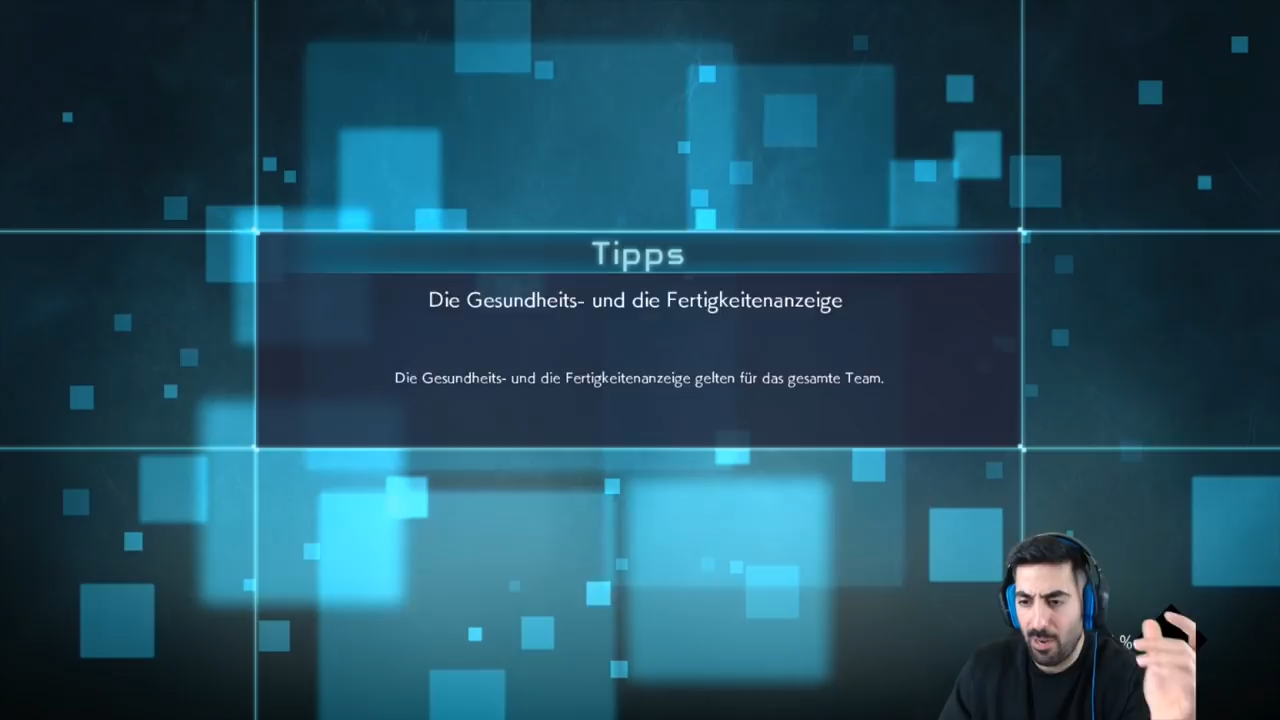 Tipps
Die Gesundheits- und die Fertigkeitenanzeige
Die Gesundheits- und die Fertigkeitenanzeige gelten für das gesamte Team.
%